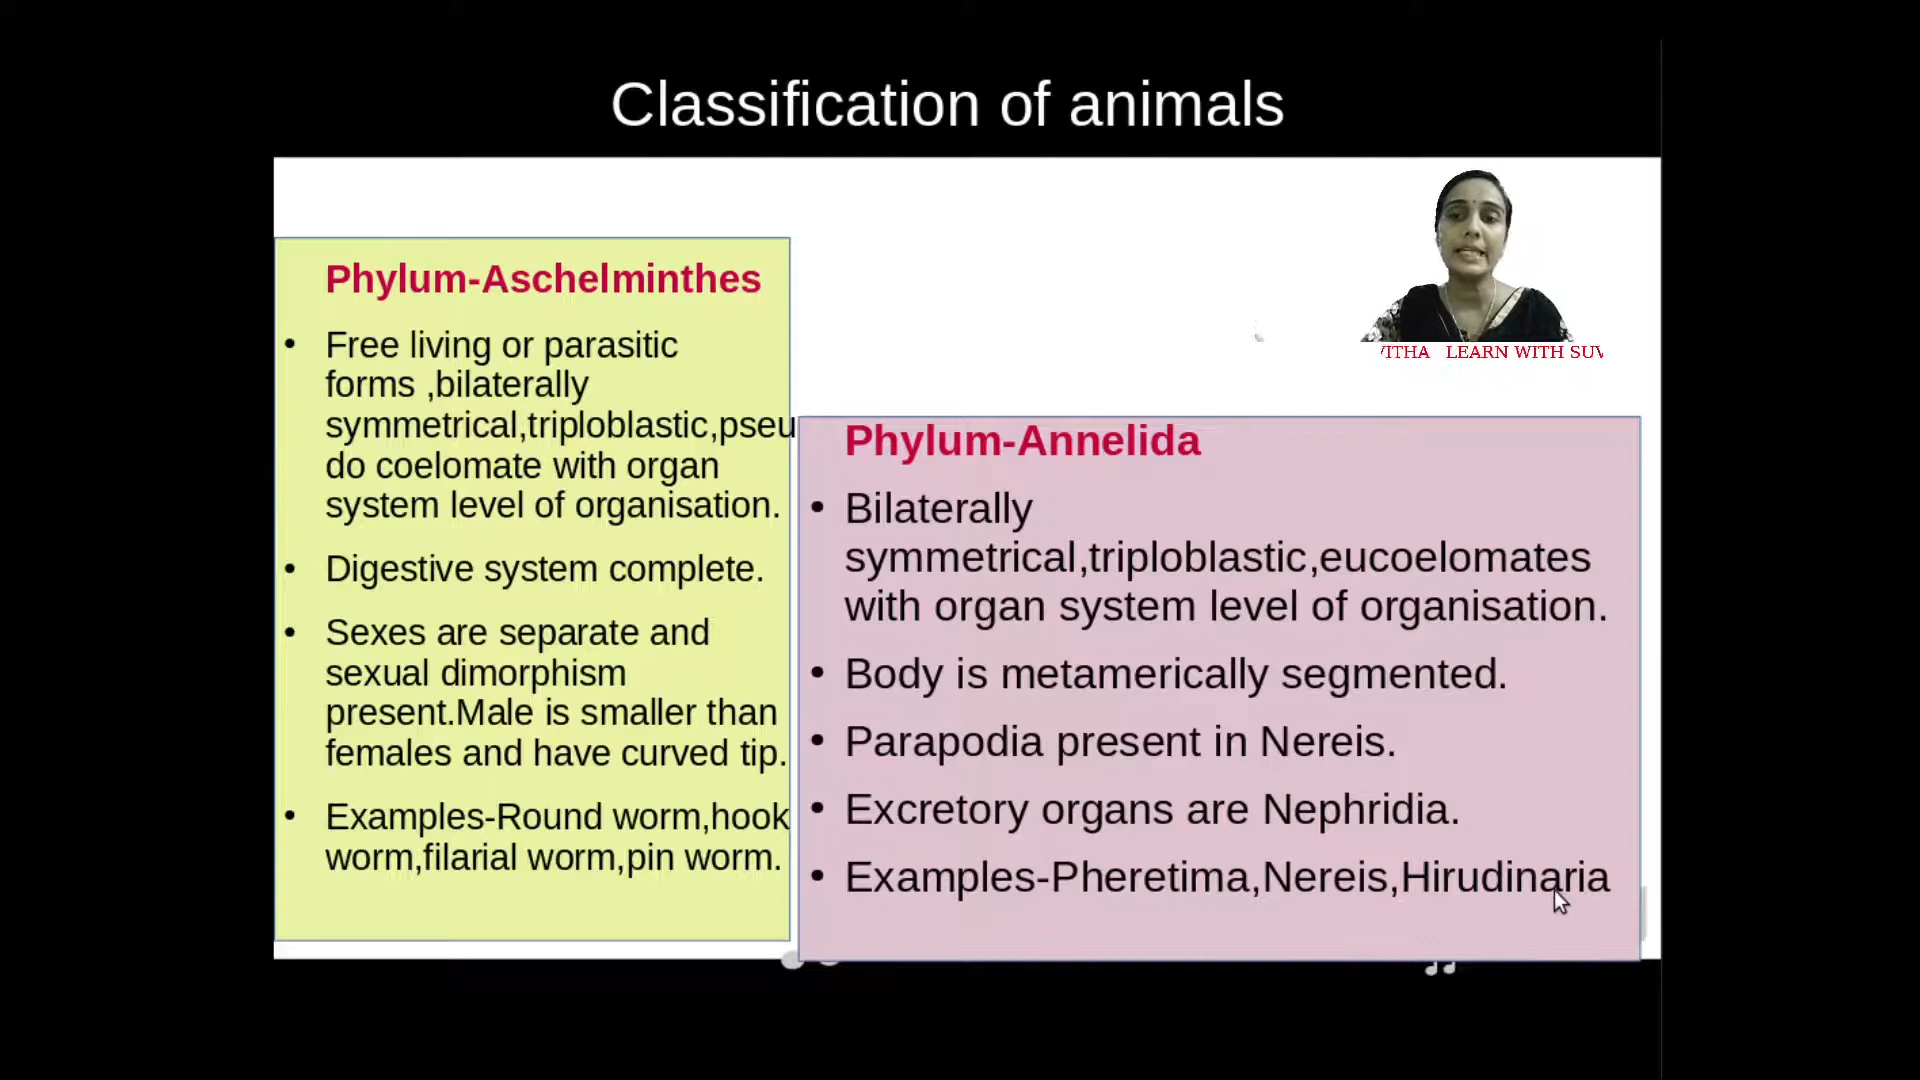 Classification of animals
Phylum-Aschelminthes
• Free living or parasitic
forms ,bilaterally
symmetrical,triploblastic,pseu
do coelomate with organ
system level of organisation.
• Digestive system complete.
• Sexes are separate and
sexual dimorphism
present.Male is smaller than
females and have curved tip.
• Examples-Round worm,hook
worm,filarial worm,pin worm.
LEARN WITH
Phylum-Annelida
• Bilaterally
symmetrical,triploblastic,eucoelomates
with organ system level of organisation.
• Body is metamerically segmented.
• Parapodia present in Nereis.
• Excretory organs are Nephridia.
• Examples-Pheretima,Nereis,Hirudinaria